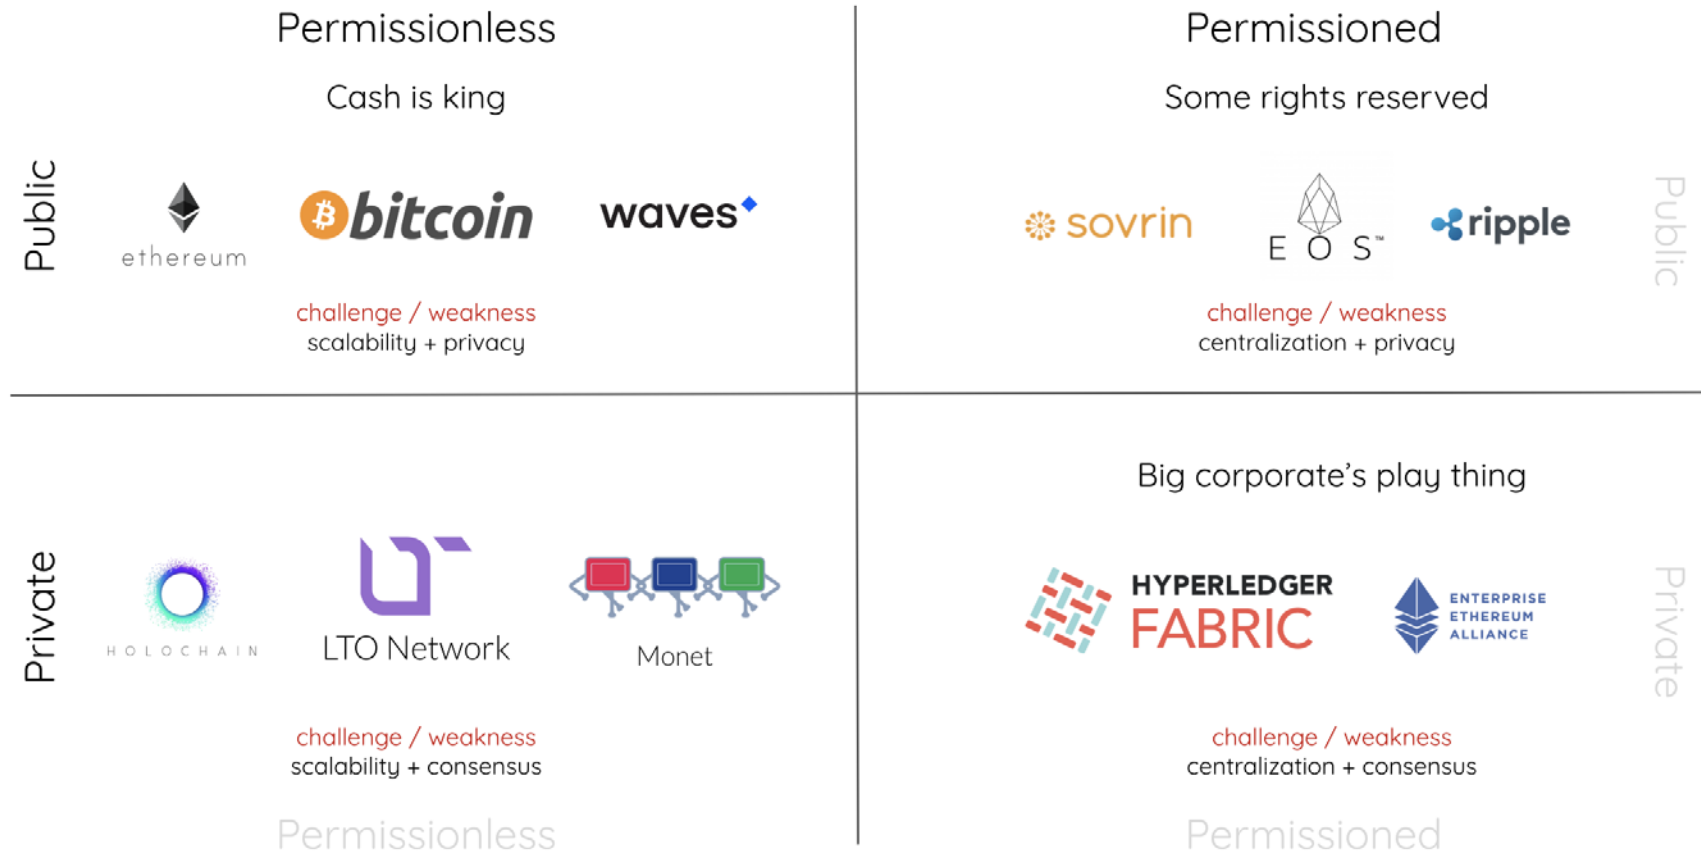 Permissionless
Permissioned
Cash is king
Some rights reserved
Public
ethereum
bitcoin
waves
sovrin
EOS™
ripple
Public
challenge / weakness
scalability + privacy
challenge / weakness
centralization + privacy
Big corporate's play thing
Private
HOLOCHAIN
LTO Network
Monet
HYPERLEDGER
FABRIC
ENTERPRISE
ETHEREUM
ALLIANCE
Private
challenge / weakness
scalability + consensus
challenge / weakness
centralization + consensus
Permissionless
Permissioned